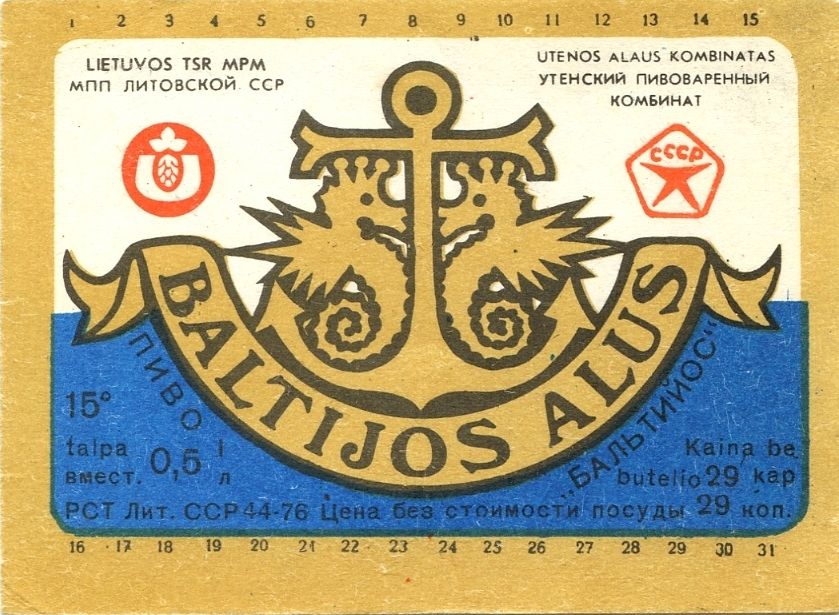 1 2 3 4 5 6 7 8 9 10 11 12 13 14 15
LIETUVOS TSR MPM
МПП ЛИТОВСКОЙ ССР
UTENOS ALAUS KOMBINATAS
УТЕНСКИЙ ПИВОВАРЕННЫЙ
КОМБИНАТ
СССР
BALTIJOS ALUS
ПИВО
„БАЛЬТИЙОС“
15°
talpa
вмест. 0,5 l
л
Kaina be
butelio 29 kap
РСТ Лит. ССР 44-76 Цена без стоимости посуды 29 коп.
16 17 18 19 20 21 22 23 24 25 26 27 28 29 30 31